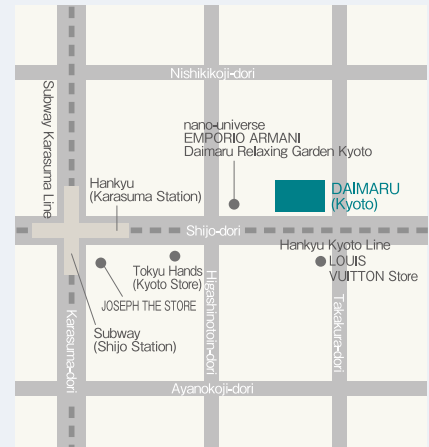 Nishikikoji-dori
Subway Karasuma Line
nano-universe
EMPORIO ARMANI
Daimaru Relaxing Garden Kyoto
Hankyu
(Karasuma Station)
DAIMARU
(Kyoto)
Shijo-dori
Hankyu Kyoto Line
LOUIS
VUITTON Store
Tokyu Hands
(Kyoto Store)
JOSEPH THE STORE
Subway
(Shijo Station)
Karasuma-dori
Higashinotoin-dori
Takakura-dori
Ayanokoji-dori